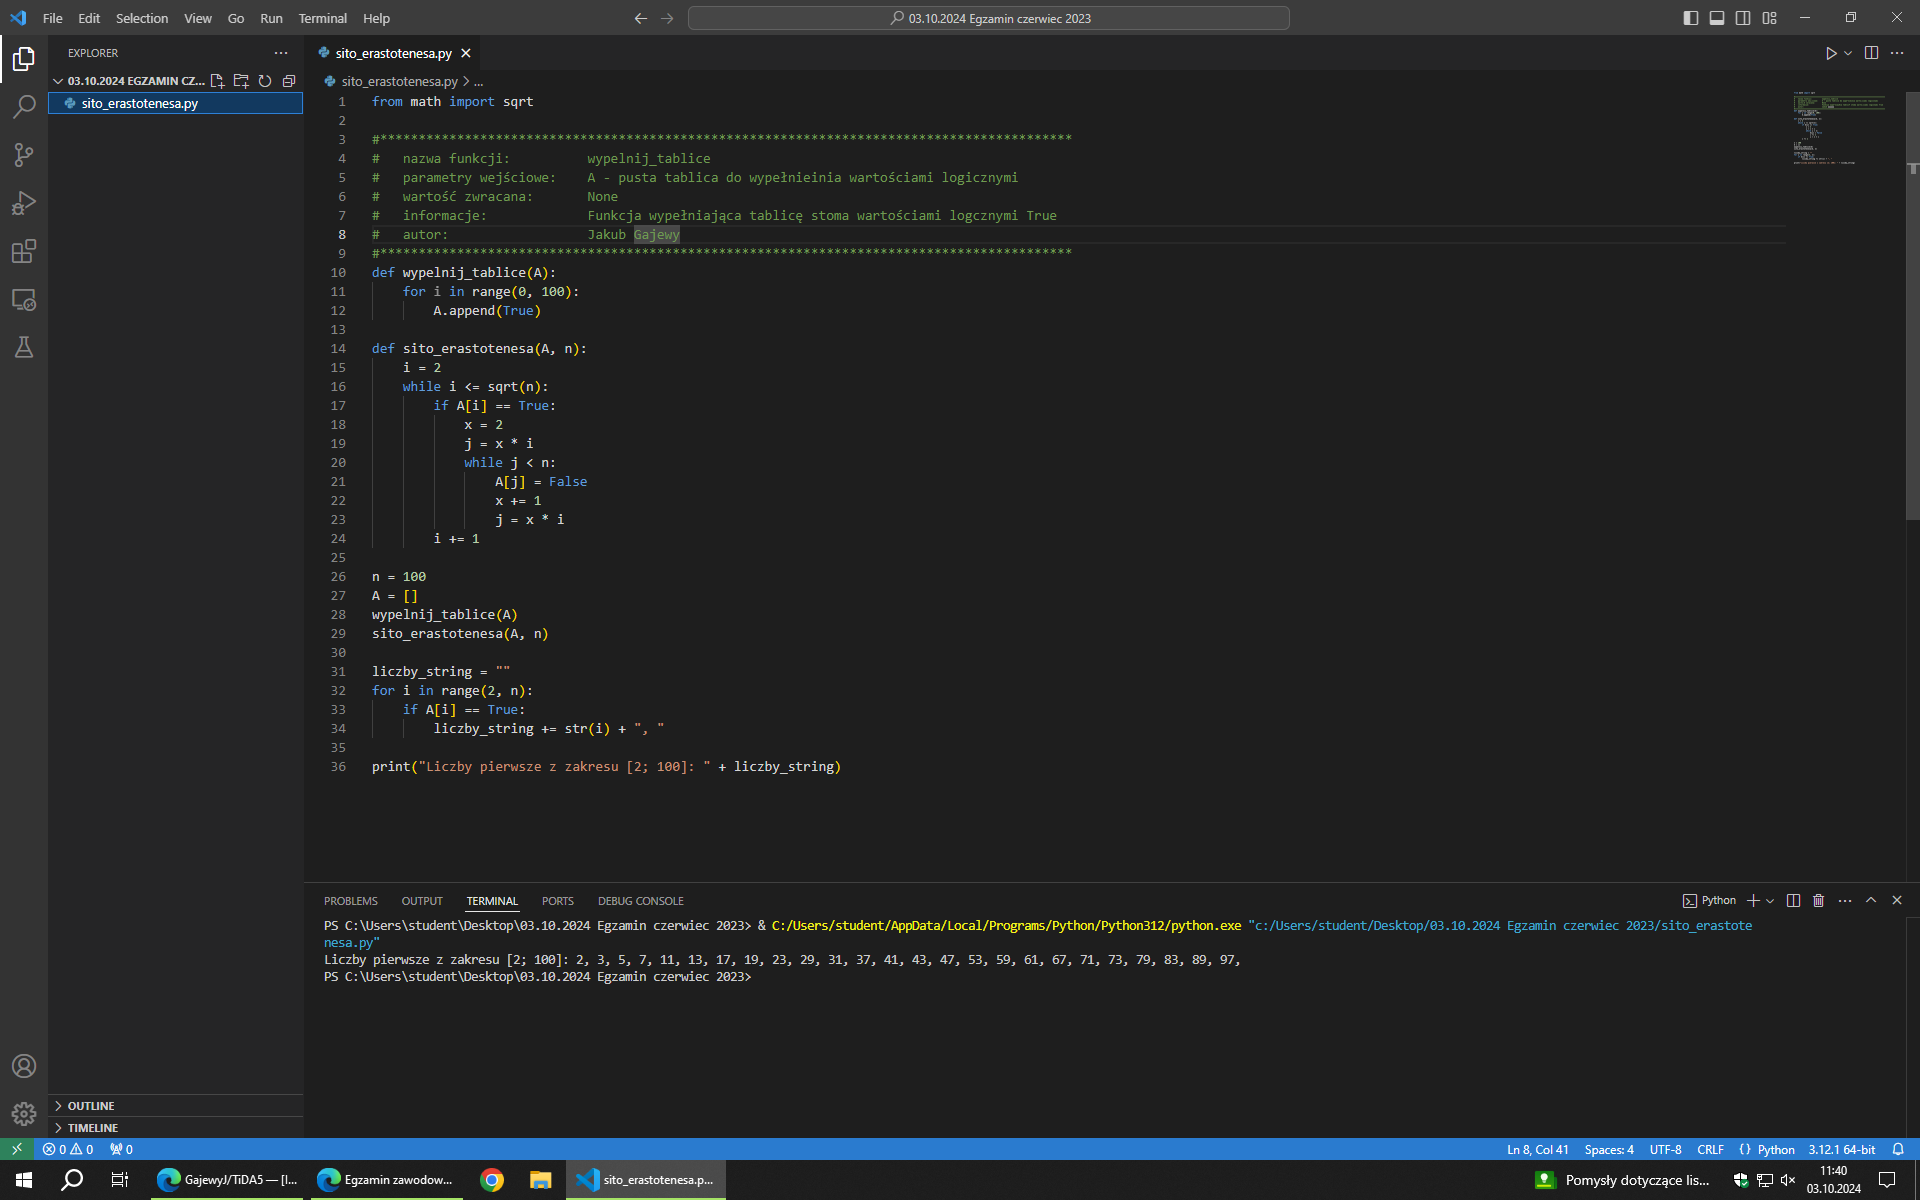 File Edit Selection View Go Run Terminal Help
03.10.2024 Egzamin czerwiec 2023
EXPLORER
03.10.2024 EGZAMIN CZ...
sito_erastotenesa.py
sito_erastotenesa.py
sito_erastotenesa.py > ...
1 from math import sqrt
2
3 #******************************************************************************************
4 #   nazwa funkcji:          wypelnij_tablice
5 #   parametry wejściowe:    A - pusta tablica do wypełnieinia wartościami logicznymi
6 #   wartość zwracana:       None
7 #   informacje:             Funkcja wypełniająca tablicę stoma wartościami logcznymi True
8 #   autor:                  Jakub Gajewy
9 #******************************************************************************************
10 def wypelnij_tablice(A):
11     for i in range(0, 100):
12         A.append(True)
13
14 def sito_erastotenesa(A, n):
15     i = 2
16     while i <= sqrt(n):
17         if A[i] == True:
18             x = 2
19             j = x * i
20             while j < n:
21                 A[j] = False
22                 x += 1
23                 j = x * i
24         i += 1
25
26 n = 100
27 A = []
28 wypelnij_tablice(A)
29 sito_erastotenesa(A, n)
30
31 liczby_string = ""
32 for i in range(2, n):
33     if A[i] == True:
34         liczby_string += str(i) + ", "
35
36 print("Liczby pierwsze z zakresu [2; 100]: " + liczby_string)
PROBLEMS OUTPUT TERMINAL PORTS DEBUG CONSOLE
Python
PS C:\Users\student\Desktop\03.10.2024 Egzamin czerwiec 2023> & C:/Users/student/AppData/Local/Programs/Python/Python312/python.exe "c:/Users/student/Desktop/03.10.2024 Egzamin czerwiec 2023/sito_erastote
nesa.py"
Liczby pierwsze z zakresu [2; 100]: 2, 3, 5, 7, 11, 13, 17, 19, 23, 29, 31, 37, 41, 43, 47, 53, 59, 61, 67, 71, 73, 79, 83, 89, 97,
PS C:\Users\student\Desktop\03.10.2024 Egzamin czerwiec 2023>
OUTLINE
TIMELINE
0 0 0
Ln 8, Col 41 Spaces: 4 UTF-8 CRLF {} Python 3.12.1 64-bit
GajewyJ/TiDA5 — [I...
Egzamin zawodow...
sito_erastotenesa.p...
Pomysły dotyczące lis...
11:40
03.10.2024